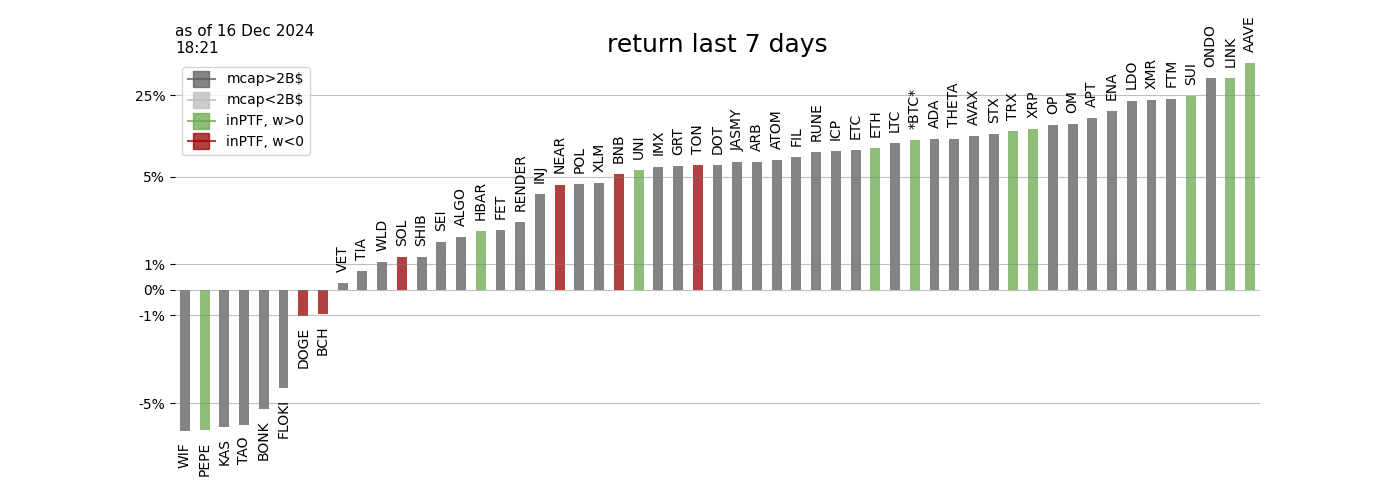 as of 16 Dec 2024
18:21
return last 7 days
mcap>2B$
mcap<2B$
inPTF, w>0
inPTF, w<0
25%
5%
1%
0%
-1%
-5%
WIF
PEPE
KAS
TAO
BONK
FLOKI
DOGE
BCH
VET
TIA
WLD
SOL
SHIB
SEI
ALGO
HBAR
FET
RENDER
INJ
NEAR
POL
XLM
BNB
UNI
IMX
GRT
TON
DOT
JASMY
ARB
ATOM
FIL
RUNE
ICP
ETC
ETH
LTC
*BTC*
ADA
THETA
AVAX
STX
TRX
XRP
OP
OM
APT
ENA
LDO
XMR
FTM
SUI
ONDO
LINK
AAVE